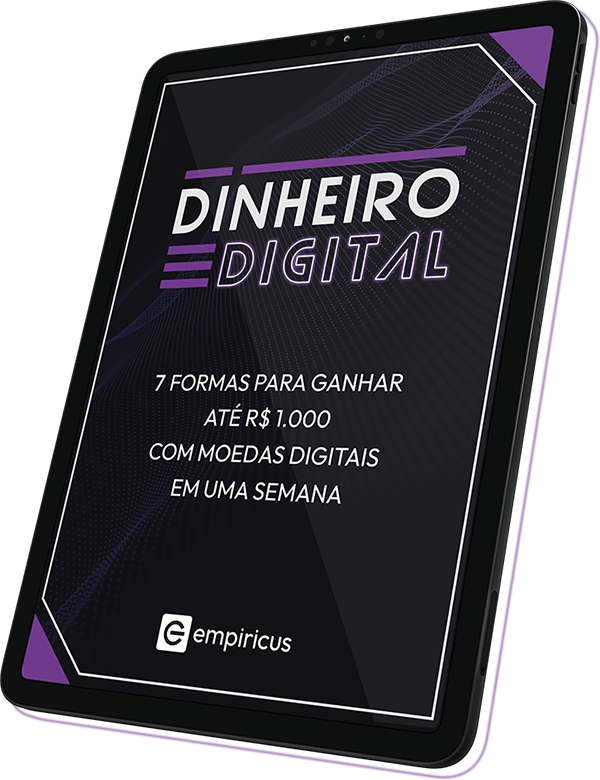 DINHEIRO
DIGITAL
7 FORMAS PARA GANHAR
ATÉ R$ 1.000
COM MOEDAS DIGITAIS
EM UMA SEMANA
empiricus